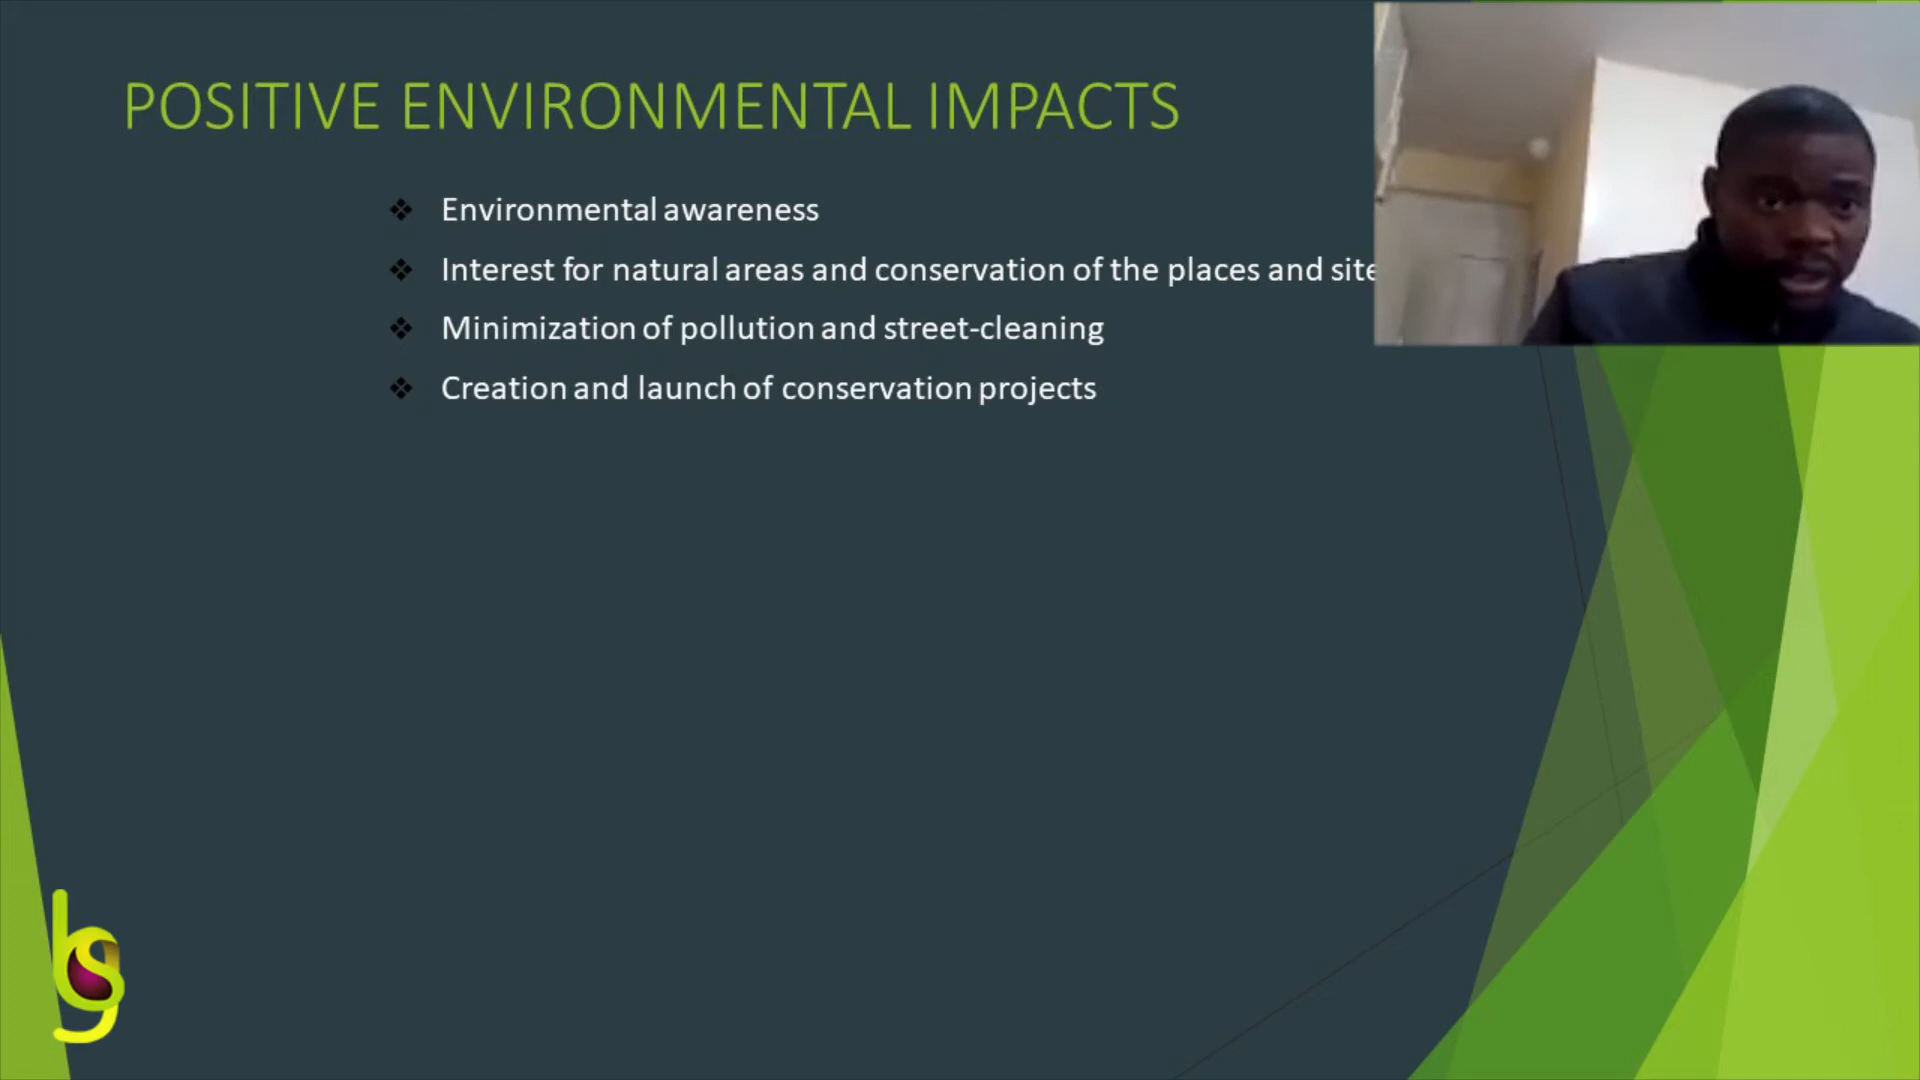 POSITIVE ENVIRONMENTAL IMPACTS
❖ Environmental awareness
❖ Interest for natural areas and conservation of the places and site
❖ Minimization of pollution and street-cleaning
❖ Creation and launch of conservation projects